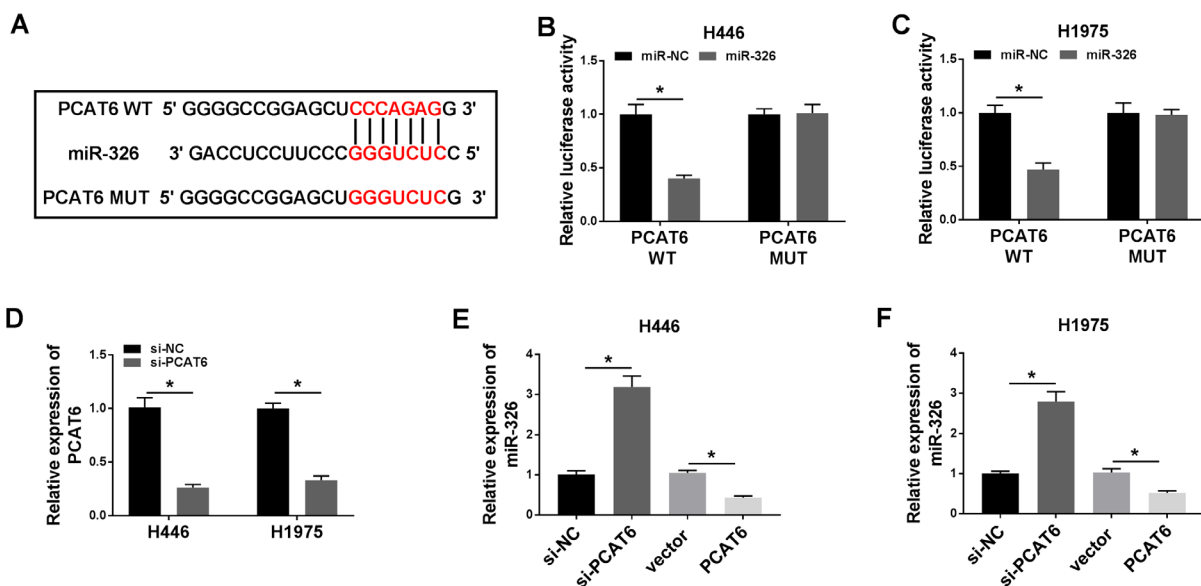 A
PCAT6 WT 5' GGGGCCGGAGCUCCCAGAGG 3'
miR-326 3' GACCUCCUUCCCGGGUCUCC 5'
PCAT6 MUT 5' GGGGCCGGAGCUGGGUCUCG 3'
B
H446
miR-NC miR-326
Relative luciferase activity
1.5
1.0
0.5
0.0
*
PCAT6 WT
PCAT6 MUT
C
H1975
miR-NC miR-326
Relative luciferase activity
1.5
1.0
0.5
0.0
*
PCAT6 WT
PCAT6 MUT
D
si-NC
si-PCAT6
Relative expression of
PCAT6
1.5
1.0
0.5
0.0
* *
H446 H1975
E
H446
Relative expression of
miR-326
4
3
2
1
0
* *
si-NC si-PCAT6 vector PCAT6
F
H1975
Relative expression of
miR-326
4
3
2
1
0
* *
si-NC si-PCAT6 vector PCAT6